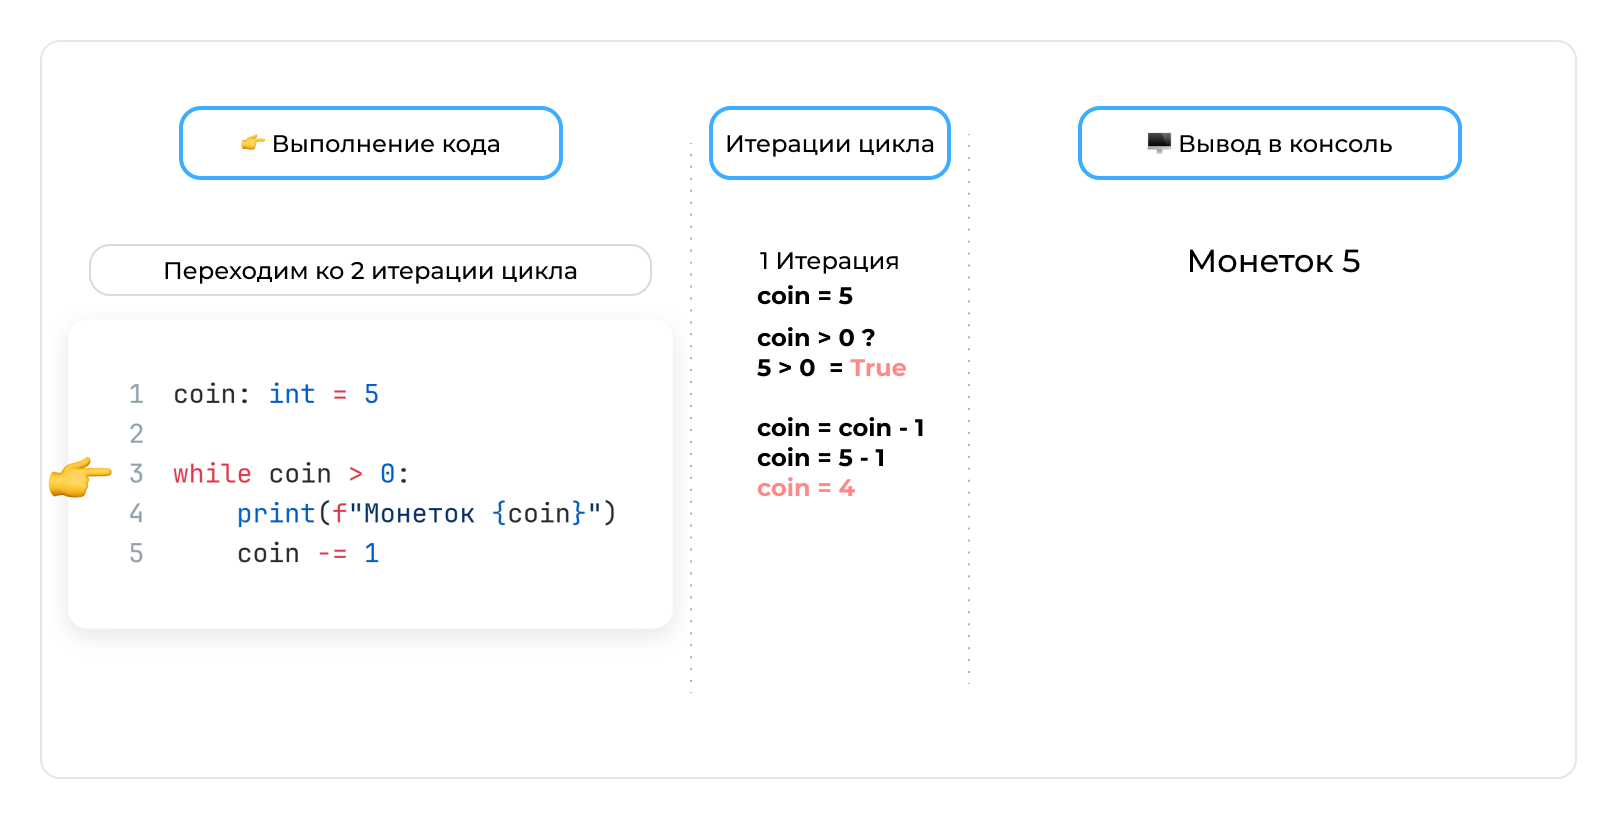 👉 Выполнение кода
Переходим ко 2 итерации цикла
1 coin: int = 5
2
3 while coin > 0:
4     print(f"Монеток {coin}")
5     coin -= 1
Итерации цикла
1 Итерация
coin = 5
coin > 0 ?
5 > 0 = True
coin = coin - 1
coin = 5 - 1
coin = 4
🖥️ Вывод в консоль
Монеток 5